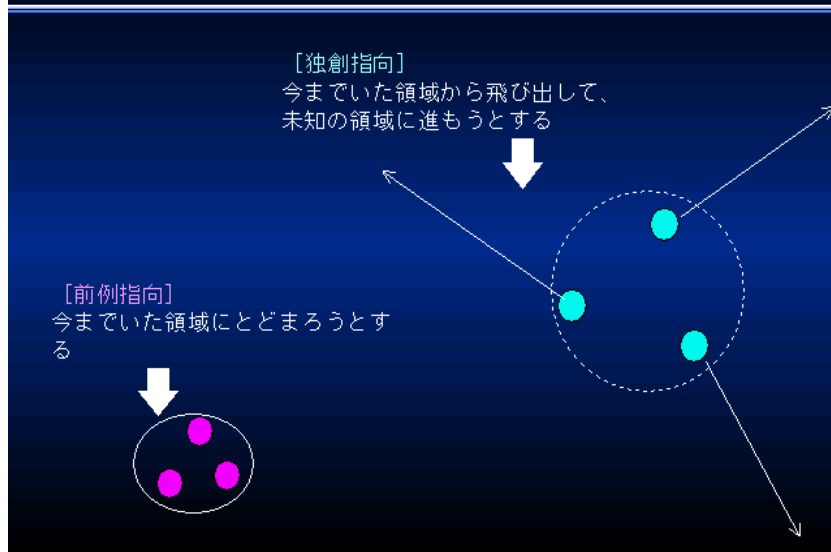 [独創指向]
今までいた領域から飛び出して、
未知の領域に進もうとする
[前例指向]
今までいた領域にとどまろうとす
る